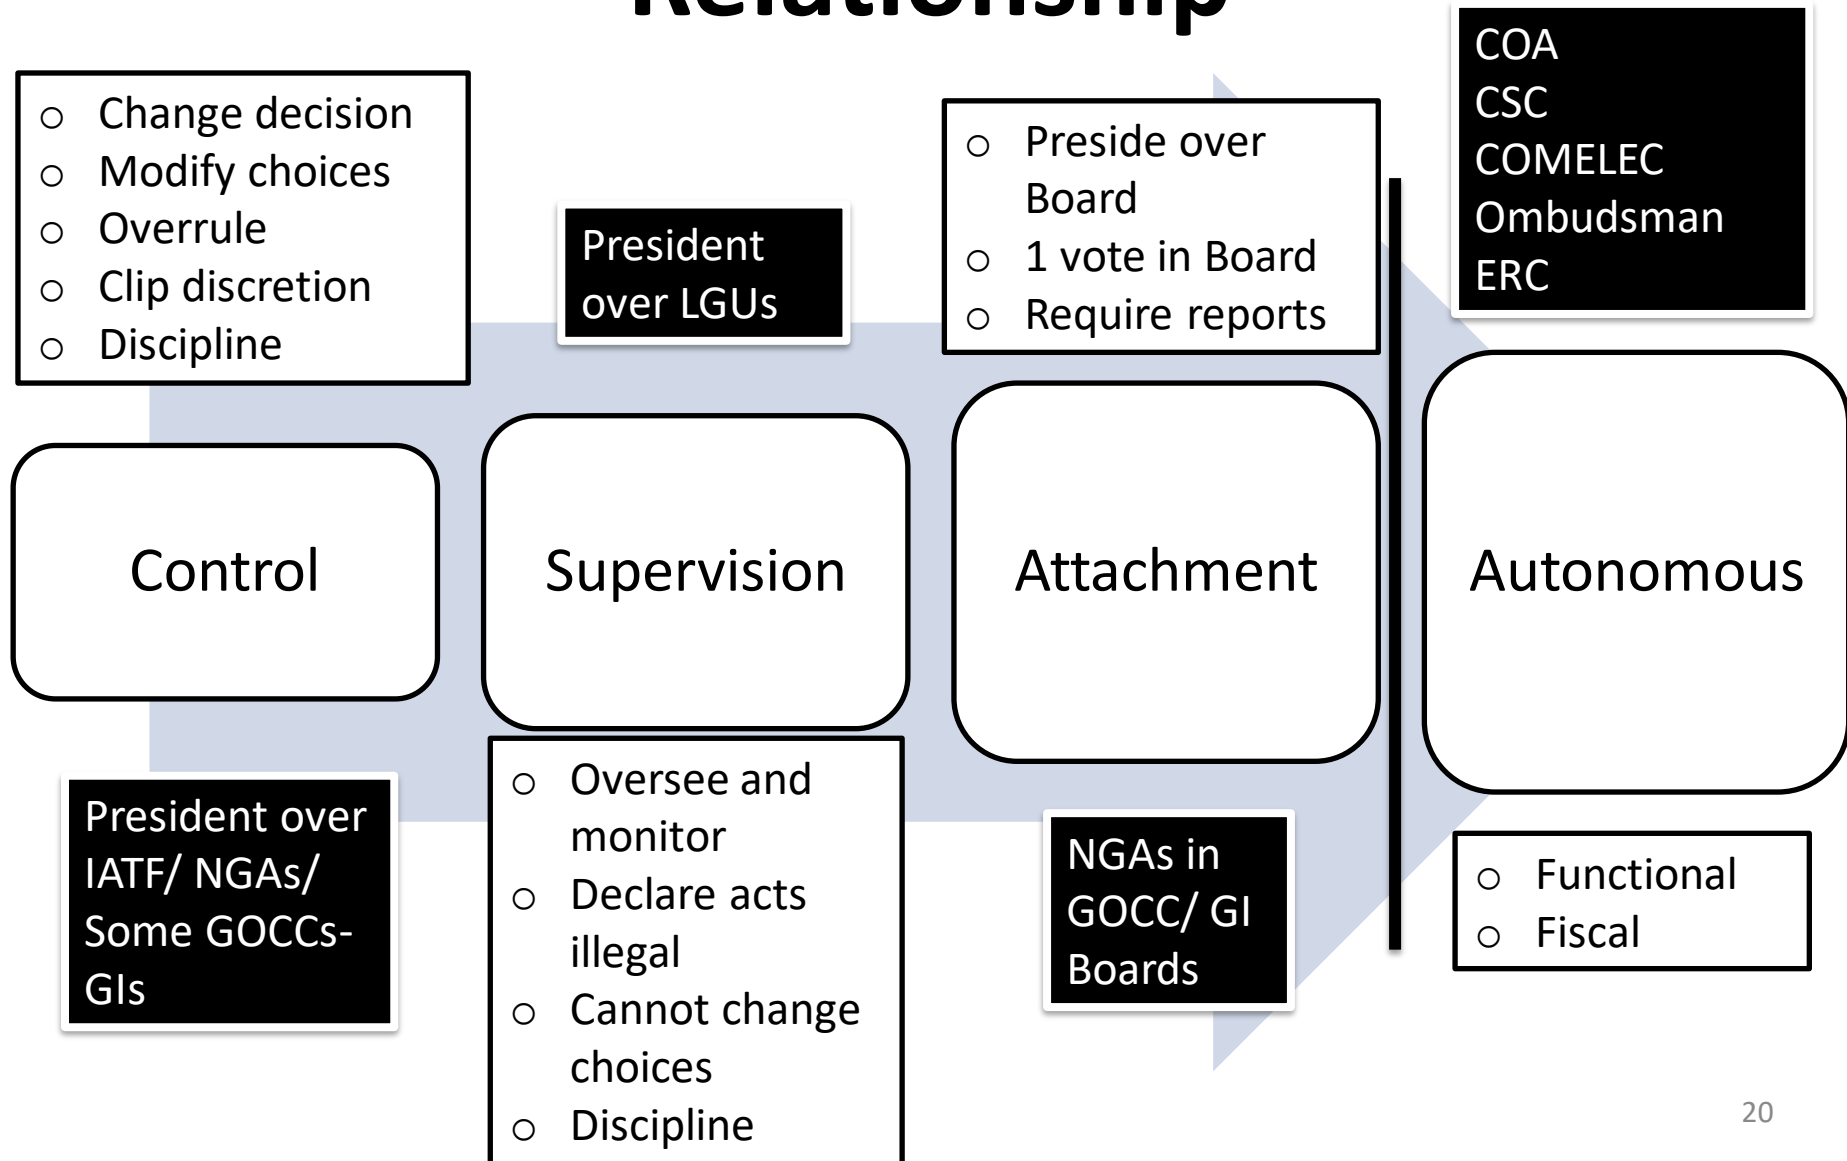 Relationship
○ Change decision
○ Modify choices
○ Overrule
○ Clip discretion
○ Discipline
President
over LGUs
○ Preside over
Board
○ 1 vote in Board
○ Require reports
COA
CSC
COMELEC
Ombudsman
ERC
Control
Supervision
Attachment
Autonomous
President over
IATF/ NGAs/
Some GOCCs-
GIs
○ Oversee and
monitor
○ Declare acts
illegal
○ Cannot change
choices
○ Discipline
NGAs in
GOCC/ GI
Boards
○ Functional
○ Fiscal
20